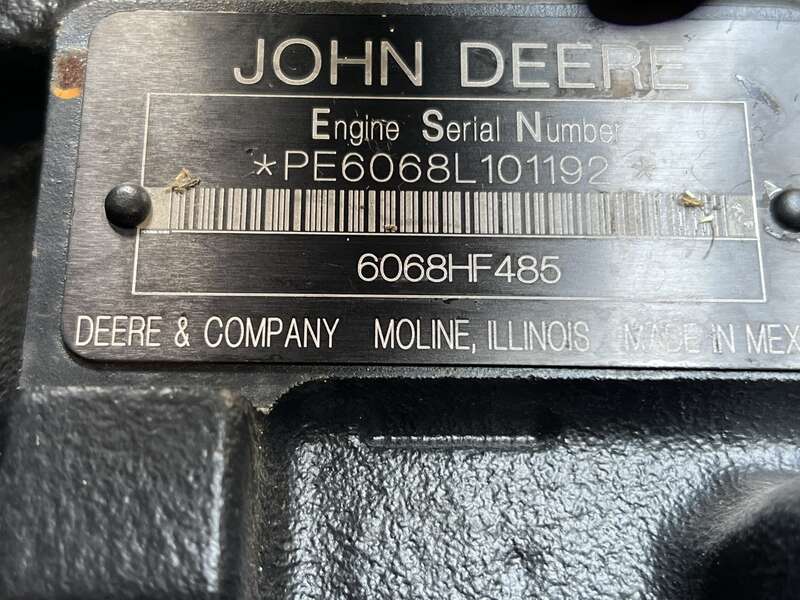 JOHN DEERE
Engine Serial Number
*PE6068L101192*
6068HF485
DEERE & COMPANY MOLINE, ILLINOIS MADE IN MEX